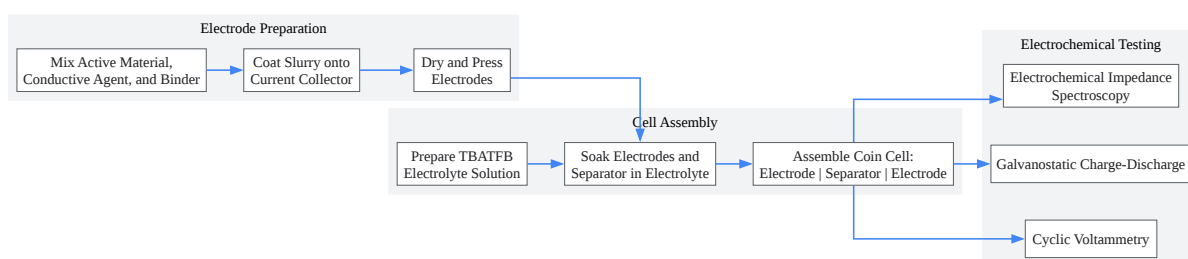 Electrode Preparation
Mix Active Material,
Conductive Agent, and Binder
Coat Slurry onto
Current Collector
Dry and Press
Electrodes
Cell Assembly
Prepare TBATFB
Electrolyte Solution
Soak Electrodes and
Separator in Electrolyte
Assemble Coin Cell:
Electrode | Separator | Electrode
Electrochemical Testing
Electrochemical Impedance
Spectroscopy
Galvanostatic Charge-Discharge
Cyclic Voltammetry